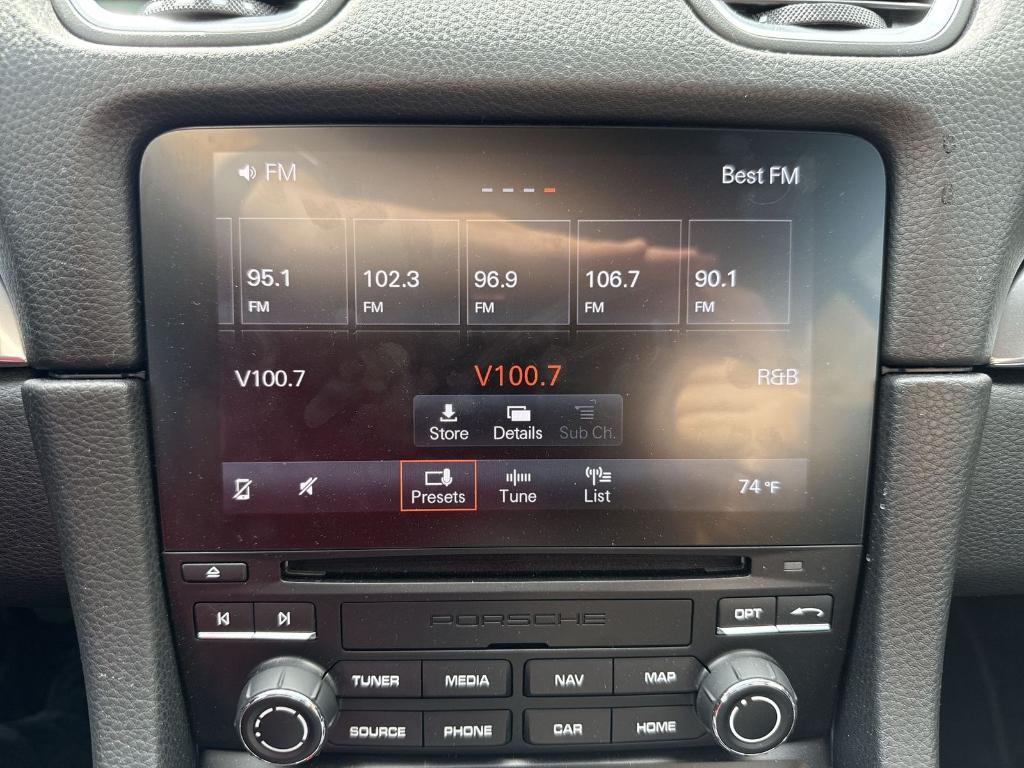 FM Best FM
95.1 102.3 96.9 106.7 90.1
FM FM FM FM FM
V100.7 V100.7 R&B
Store Details Sub Ch.
Presets Tune List 74 °F
PORSCHE OPT
TUNER MEDIA NAV MAP
SOURCE PHONE CAR HOME